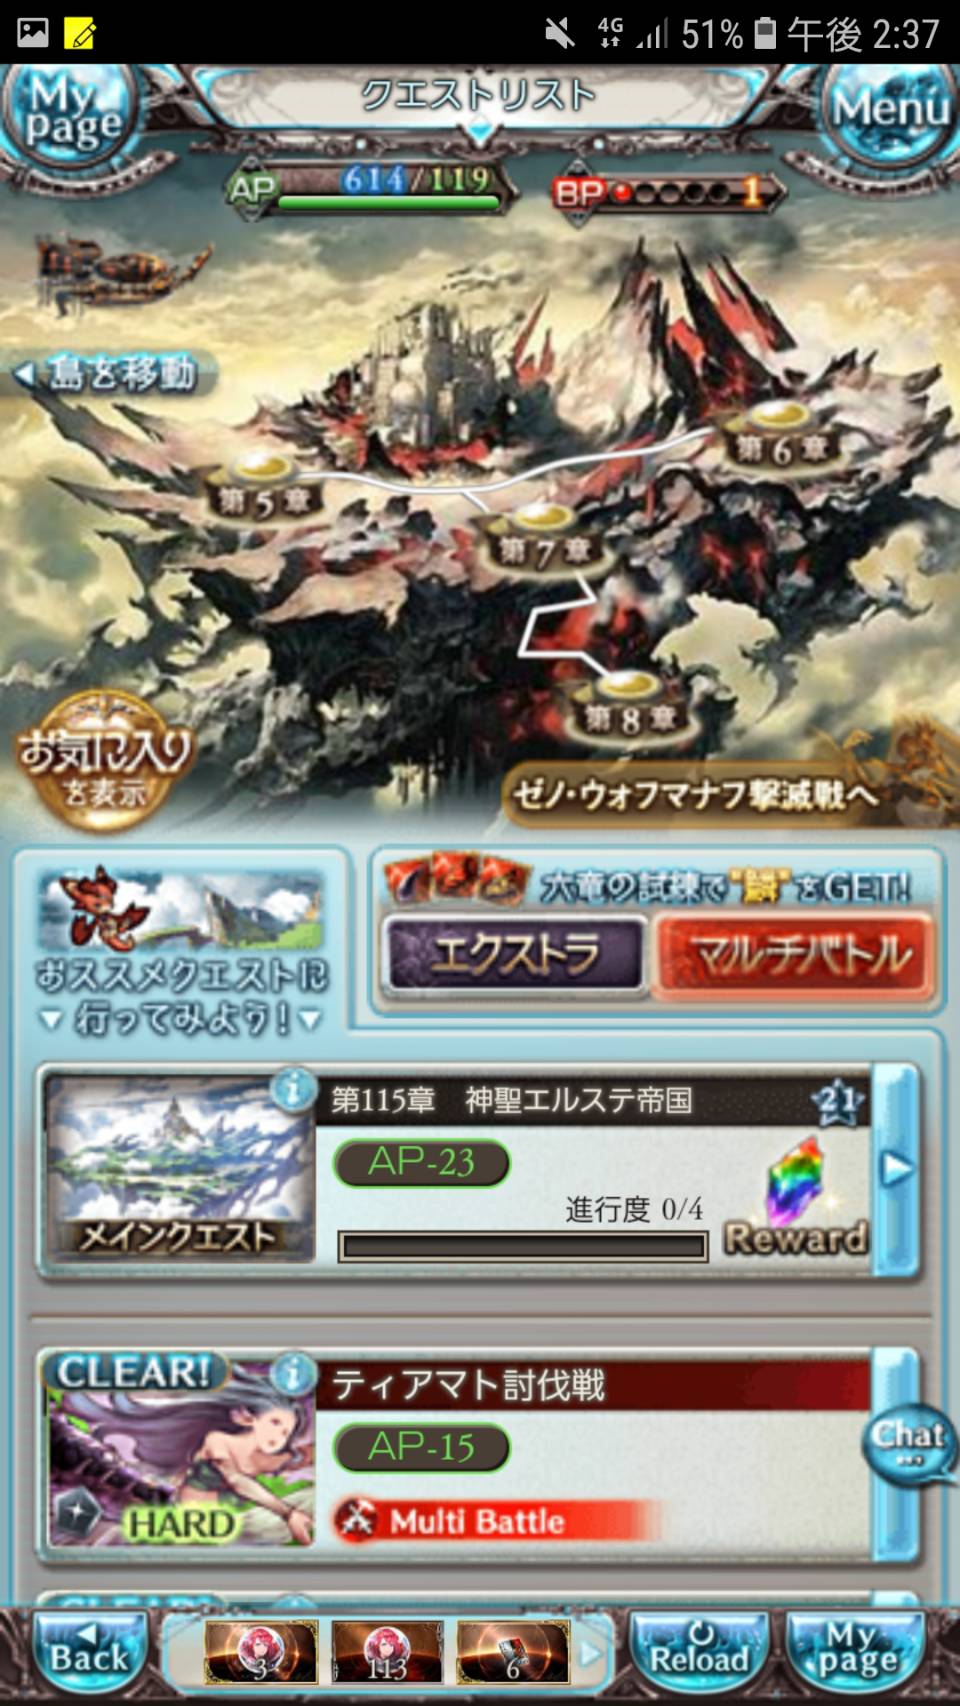 4G 51% 午後 2:37
My page
クエストリスト
Menu
AP 614/119
BP 1
島を移動
第5章
第6章
第7章
第8章
お気に入り
を表示
ゼノ・ウォフマナフ撃滅戦へ
おススメクエストに
▼行ってみよう!▼
六竜の試練で"鱗"をGET!
エクストラ
マルチバトル
第115章 神聖エルステ帝国
21
AP-23
進行度 0/4
メインクエスト
Reward
CLEAR!
ティアマト討伐戦
AP-15
HARD
Multi Battle
Chat
...
CLEAR!
Back
3
113
6
Reload
My page